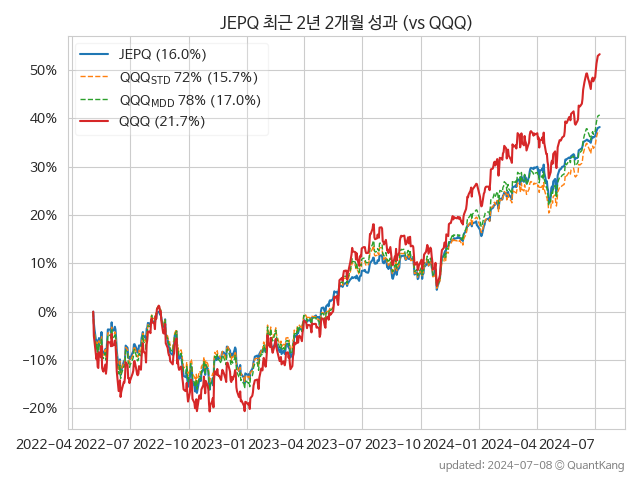 JEPQ 최근 2년 2개월 성과 (vs QQQ)
JEPQ (16.0%)
QQQSTD 72% (15.7%)
QQQMDD 78% (17.0%)
QQQ (21.7%)
50%
40%
30%
20%
10%
0%
−10%
−20%
2022-04 2022-07 2022-10 2023-01 2023-04 2023-07 2023-10 2024-01 2024-04 2024-07
updated: 2024-07-08 © QuantKang